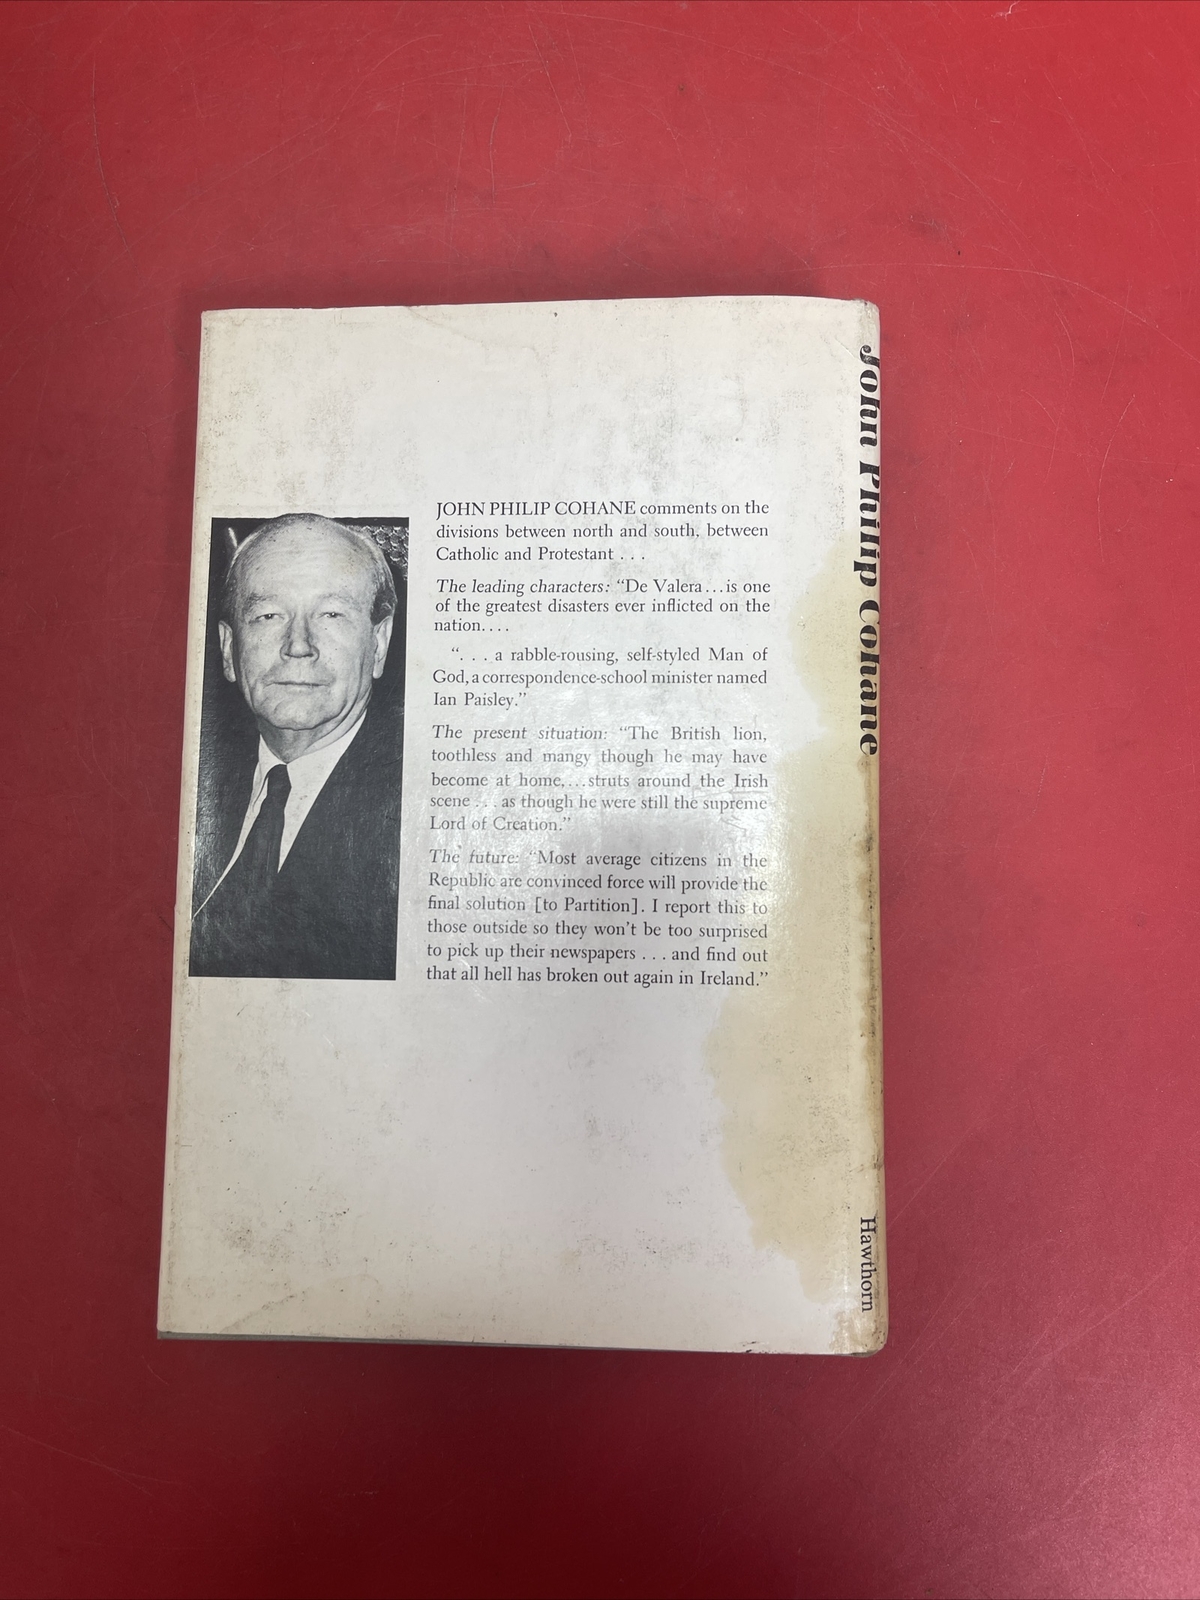 JOHN PHILIP COHANE comments on the
divisions between north and south, between
Catholic and Protestant . . .
The leading characters: “De Valera...is one
of the greatest disasters ever inflicted on the
nation....
“. . . a rabble-rousing, self-styled Man of
God, a correspondence-school minister named
Ian Paisley.”
The present situation: “The British lion,
toothless and mangy though he may have
become at home,...struts around the Irish
scene . . . as though he were still the supreme
Lord of Creation.”
The future: “Most average citizens in the
Republic are convinced force will provide the
final solution [to Partition]. I report this to
those outside so they won’t be too surprised
to pick up their newspapers . . . and find out
that all hell has broken out again in Ireland.”
John Philip Cohane
Hawthorn